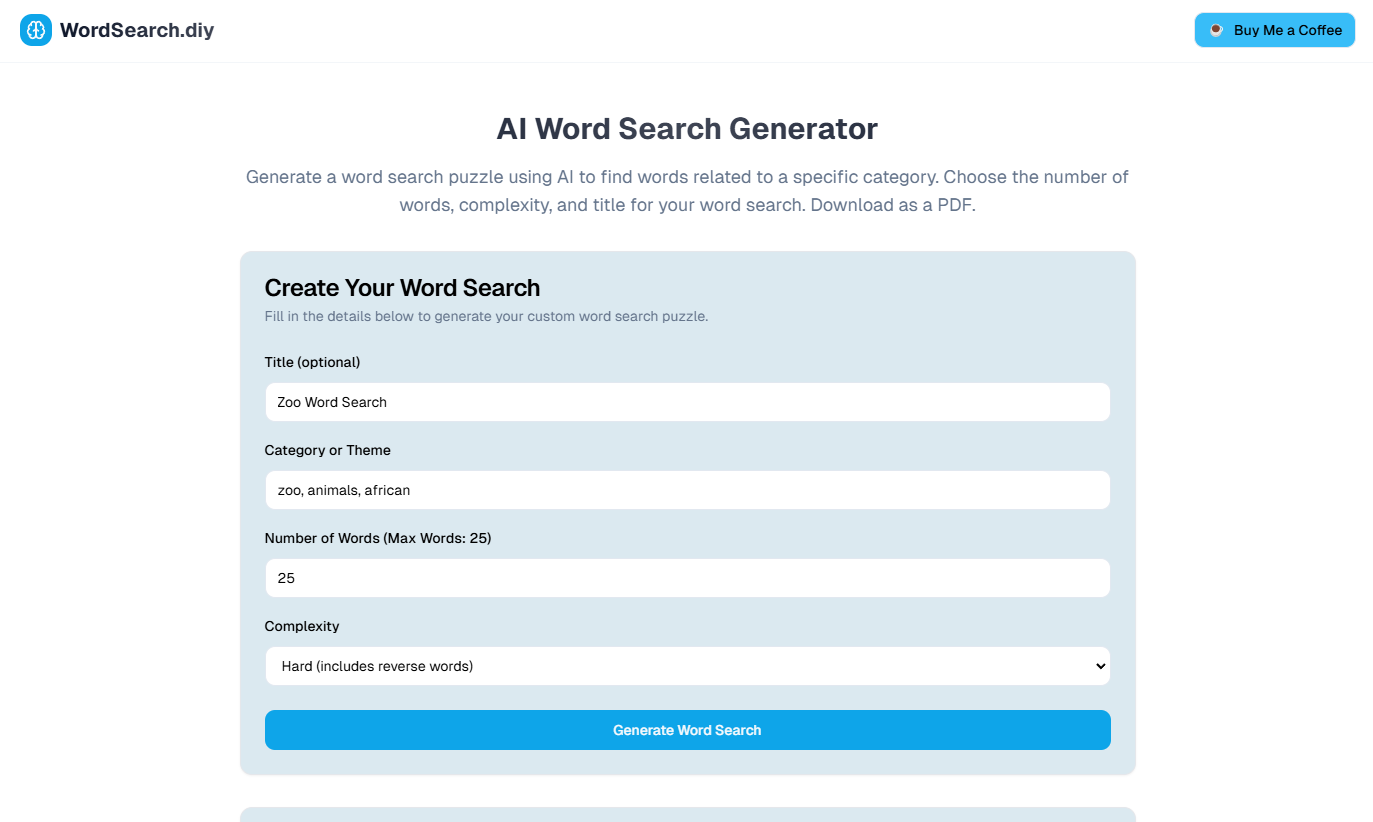 WordSearch.diy
Buy Me a Coffee
AI Word Search Generator
Generate a word search puzzle using AI to find words related to a specific category. Choose the number of
words, complexity, and title for your word search. Download as a PDF.
Create Your Word Search
Fill in the details below to generate your custom word search puzzle.
Title (optional)
Zoo Word Search
Category or Theme
zoo, animals, african
Number of Words (Max Words: 25)
25
Complexity
Hard (includes reverse words)
Generate Word Search